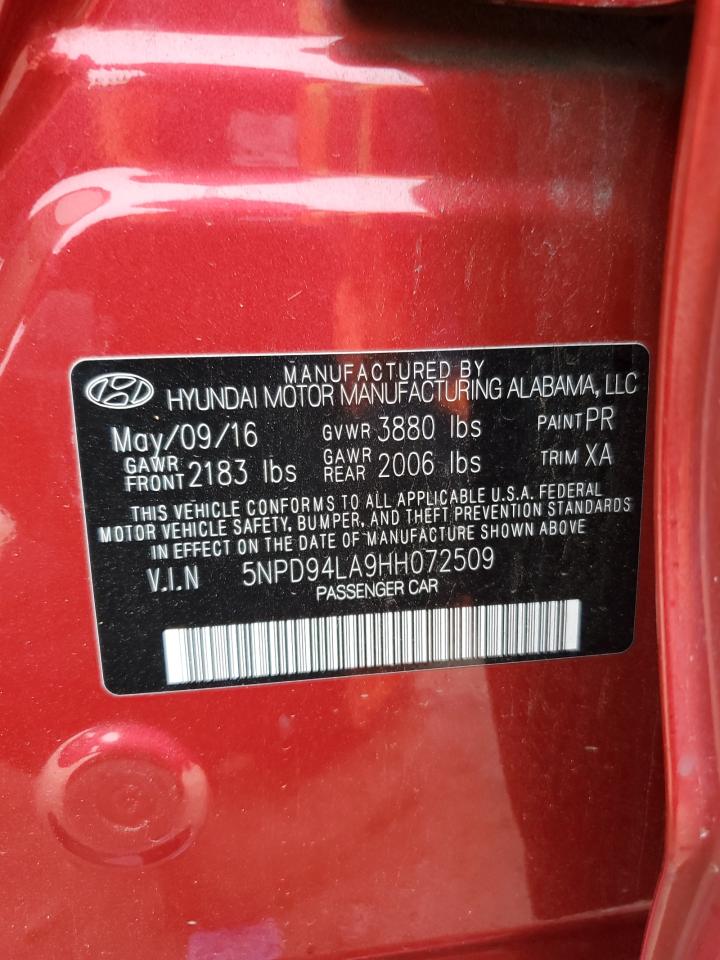 MANUFACTURED BY
HYUNDAI MOTOR MANUFACTURING ALABAMA, LLC
May/09/16 GVWR 3880 lbs PAINT PR
GAWR FRONT 2183 lbs GAWR REAR 2006 lbs TRIM XA
THIS VEHICLE CONFORMS TO ALL APPLICABLE U.S.A. FEDERAL
MOTOR VEHICLE SAFETY, BUMPER, AND THEFT PREVENTION STANDARDS
IN EFFECT ON THE DATE OF MANUFACTURE SHOWN ABOVE
V.I.N 5NPD94LA9HH072509
PASSENGER CAR